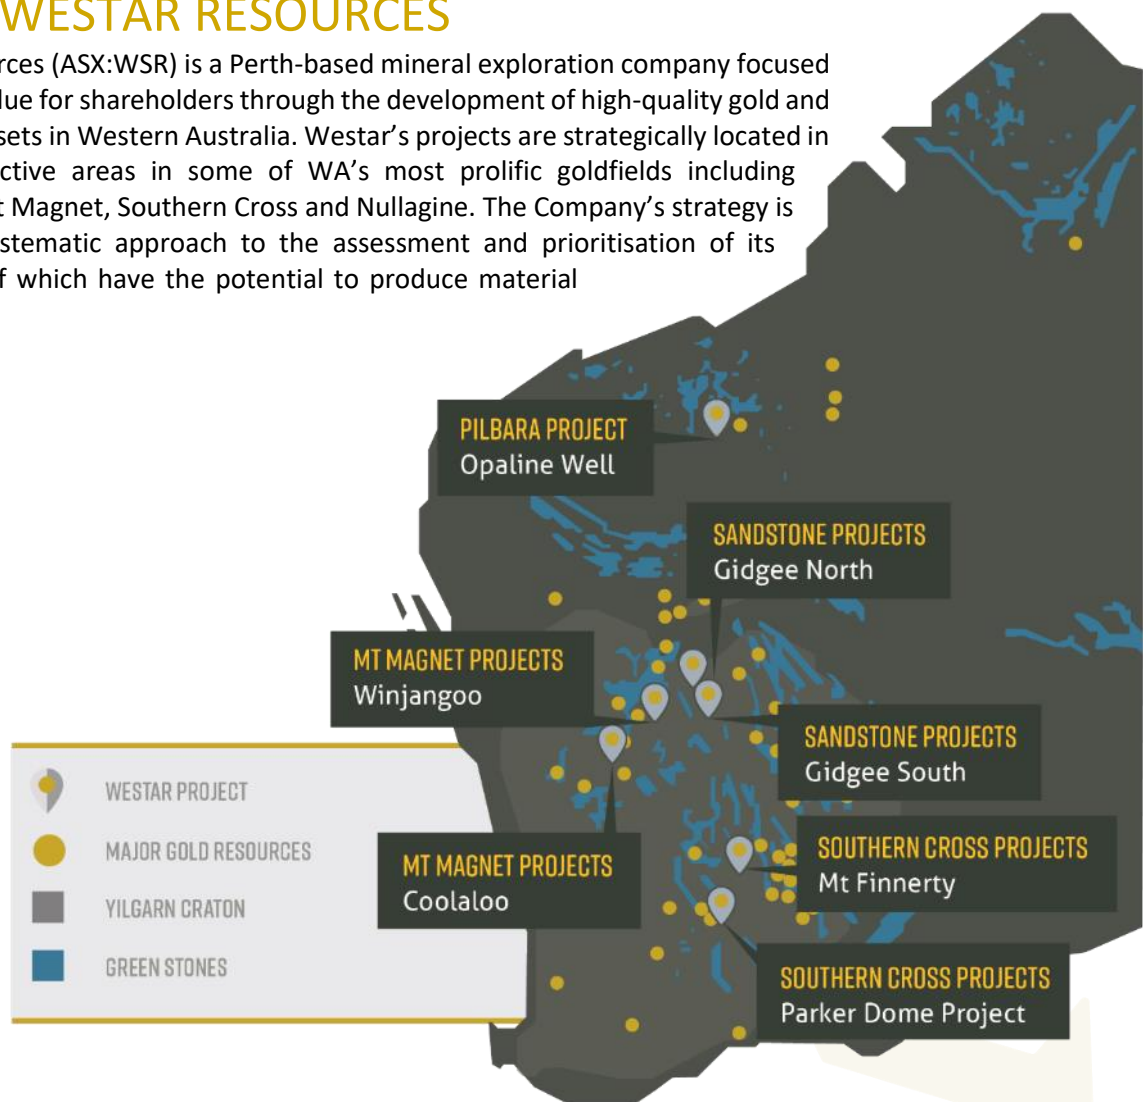 WESTAR RESOURCES
rces (ASX:WSR) is a Perth-based mineral exploration company focused
lue for shareholders through the development of high-quality gold and
sets in Western Australia. Westar’s projects are strategically located in
ctive areas in some of WA’s most prolific goldfields including
t Magnet, Southern Cross and Nullagine. The Company’s strategy is
stematic approach to the assessment and prioritisation of its
f which have the potential to produce material
PILBARA PROJECT
Opaline Well
SANDSTONE PROJECTS
Gidgee North
MT MAGNET PROJECTS
Winjangoo
SANDSTONE PROJECTS
Gidgee South
WESTAR PROJECT
MAJOR GOLD RESOURCES
YILGARN CRATON
GREEN STONES
MT MAGNET PROJECTS
Coolaloo
SOUTHERN CROSS PROJECTS
Mt Finnerty
SOUTHERN CROSS PROJECTS
Parker Dome Project